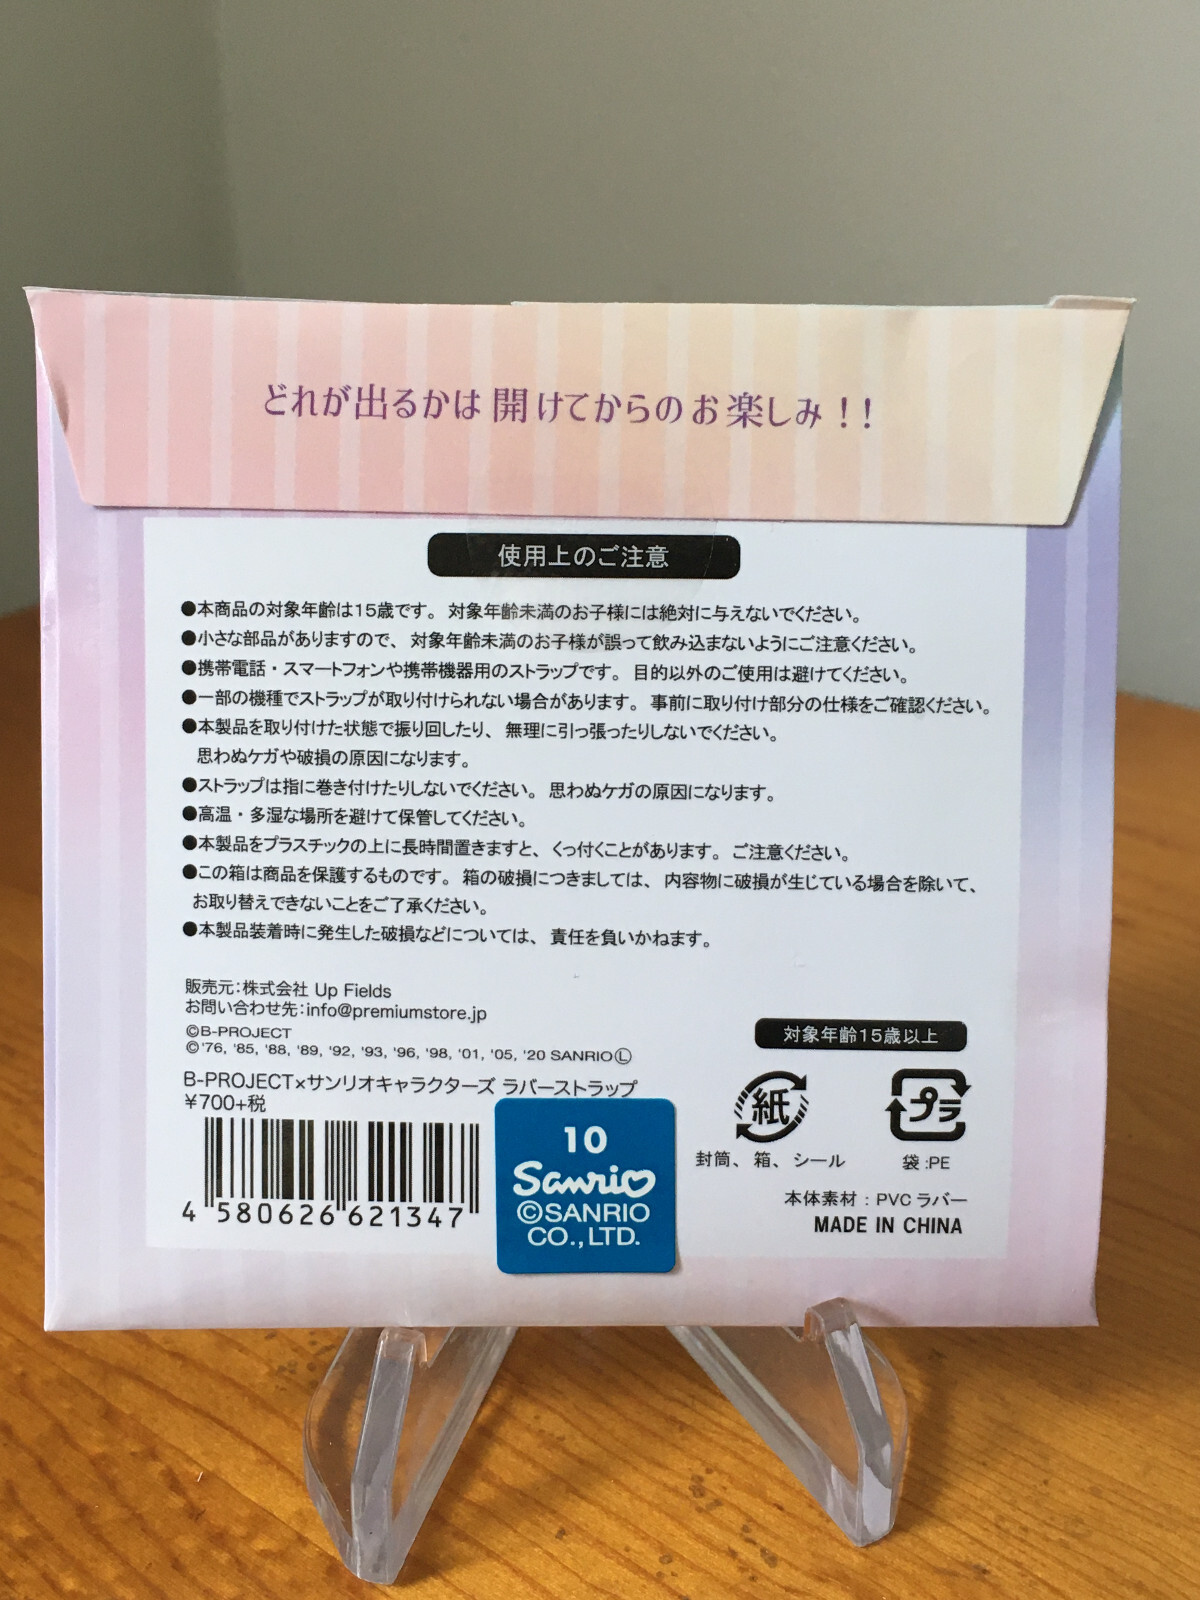 どれが出るかは開けてからのお楽しみ！！
使用上のご注意
●本商品の対象年齢は15歳です。対象年齢未満のお子様には絶対に与えないでください。
●小さな部品がありますので、対象年齢未満のお子様が誤って飲み込まないようにご注意ください。
●携帯電話・スマートフォンや携帯機器用のストラップです。目的以外のご使用は避けてください。
●一部の機種でストラップが取り付けられない場合があります。事前に取り付け部分の仕様をご確認ください。
●本製品を取り付けた状態で振り回したり、無理に引っ張ったりしないでください。
思わぬケガや破損の原因になります。
●ストラップは指に巻き付けたりしないでください。思わぬケガの原因になります。
●高温・多湿な場所を避けて保管してください。
●本製品をプラスチックの上に長時間置きますと、くっ付くことがあります。ご注意ください。
●この箱は商品を保護するものです。箱の破損につきましては、内容物に破損が生じている場合を除いて、
お取り替えできないことをご了承ください。
●本製品装着時に発生した破損などについては、責任を負いかねます。
販売元：株式会社 Up Fields
お問い合わせ先：info@premiumstore.jp
©B-PROJECT
©'76, '85, '88, '89, '92, '93, '96, '98, '01, '05, '20 SANRIO Ⓛ
B-PROJECT×サンリオキャラクターズ ラバーストラップ
¥700+税
4 580626 621347
10
Sanrio
©SANRIO
CO.,LTD.
対象年齢15歳以上
紙
封筒、箱、シール
プラ
袋:PE
本体素材：PVCラバー
MADE IN CHINA